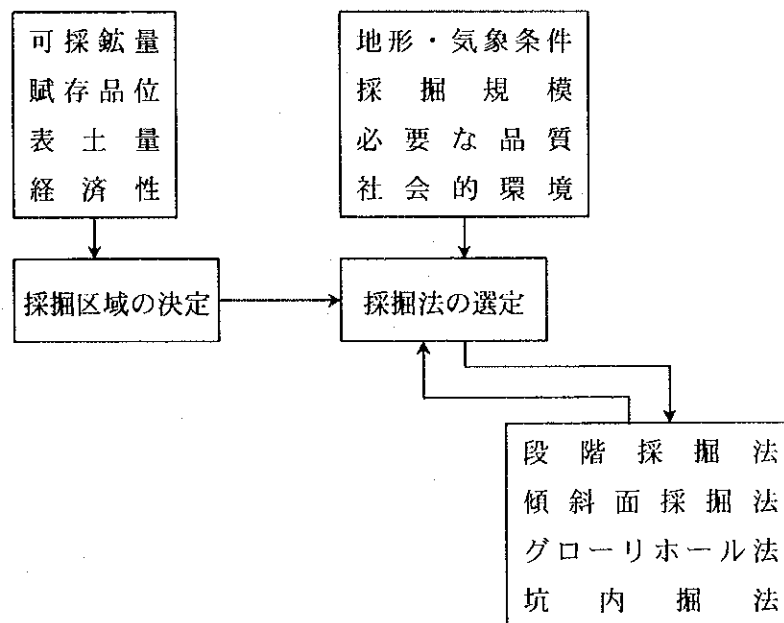 可採鉱量
賦存品位
表土量
経済性
地形・気象条件
採掘規模
必要な品質
社会的環境
採掘区域の決定
採掘法の選定
段階採掘法
傾斜面採掘法
グローリホール法
坑内掘法